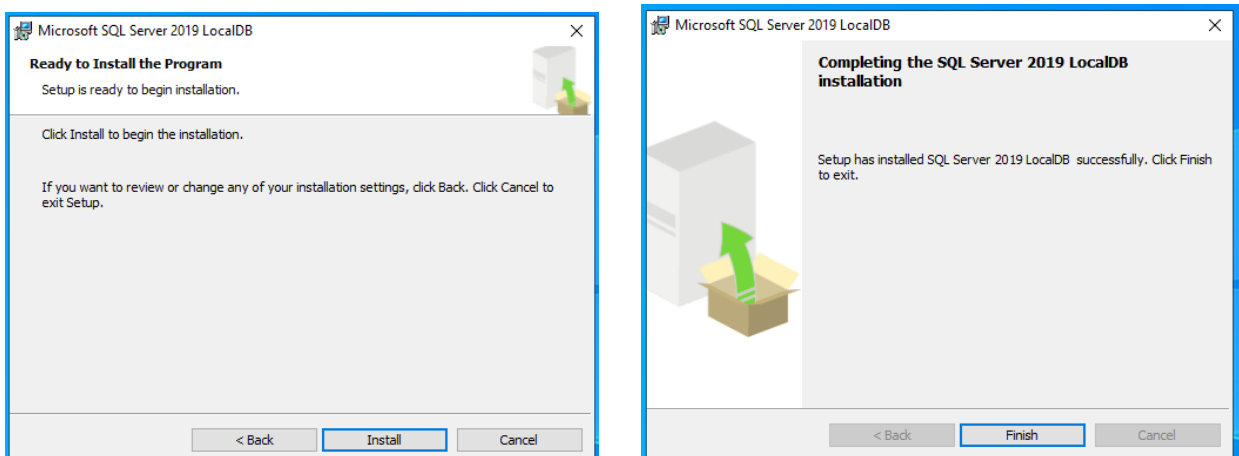 Microsoft SQL Server 2019 LocalDB
Ready to Install the Program
Setup is ready to begin installation.
Click Install to begin the installation.
If you want to review or change any of your installation settings, click Back. Click Cancel to
exit Setup.
< Back
Install
Cancel
Microsoft SQL Server 2019 LocalDB
Completing the SQL Server 2019 LocalDB
installation
Setup has installed SQL Server 2019 LocalDB  successfully. Click Finish
to exit.
< Back
Finish
Cancel